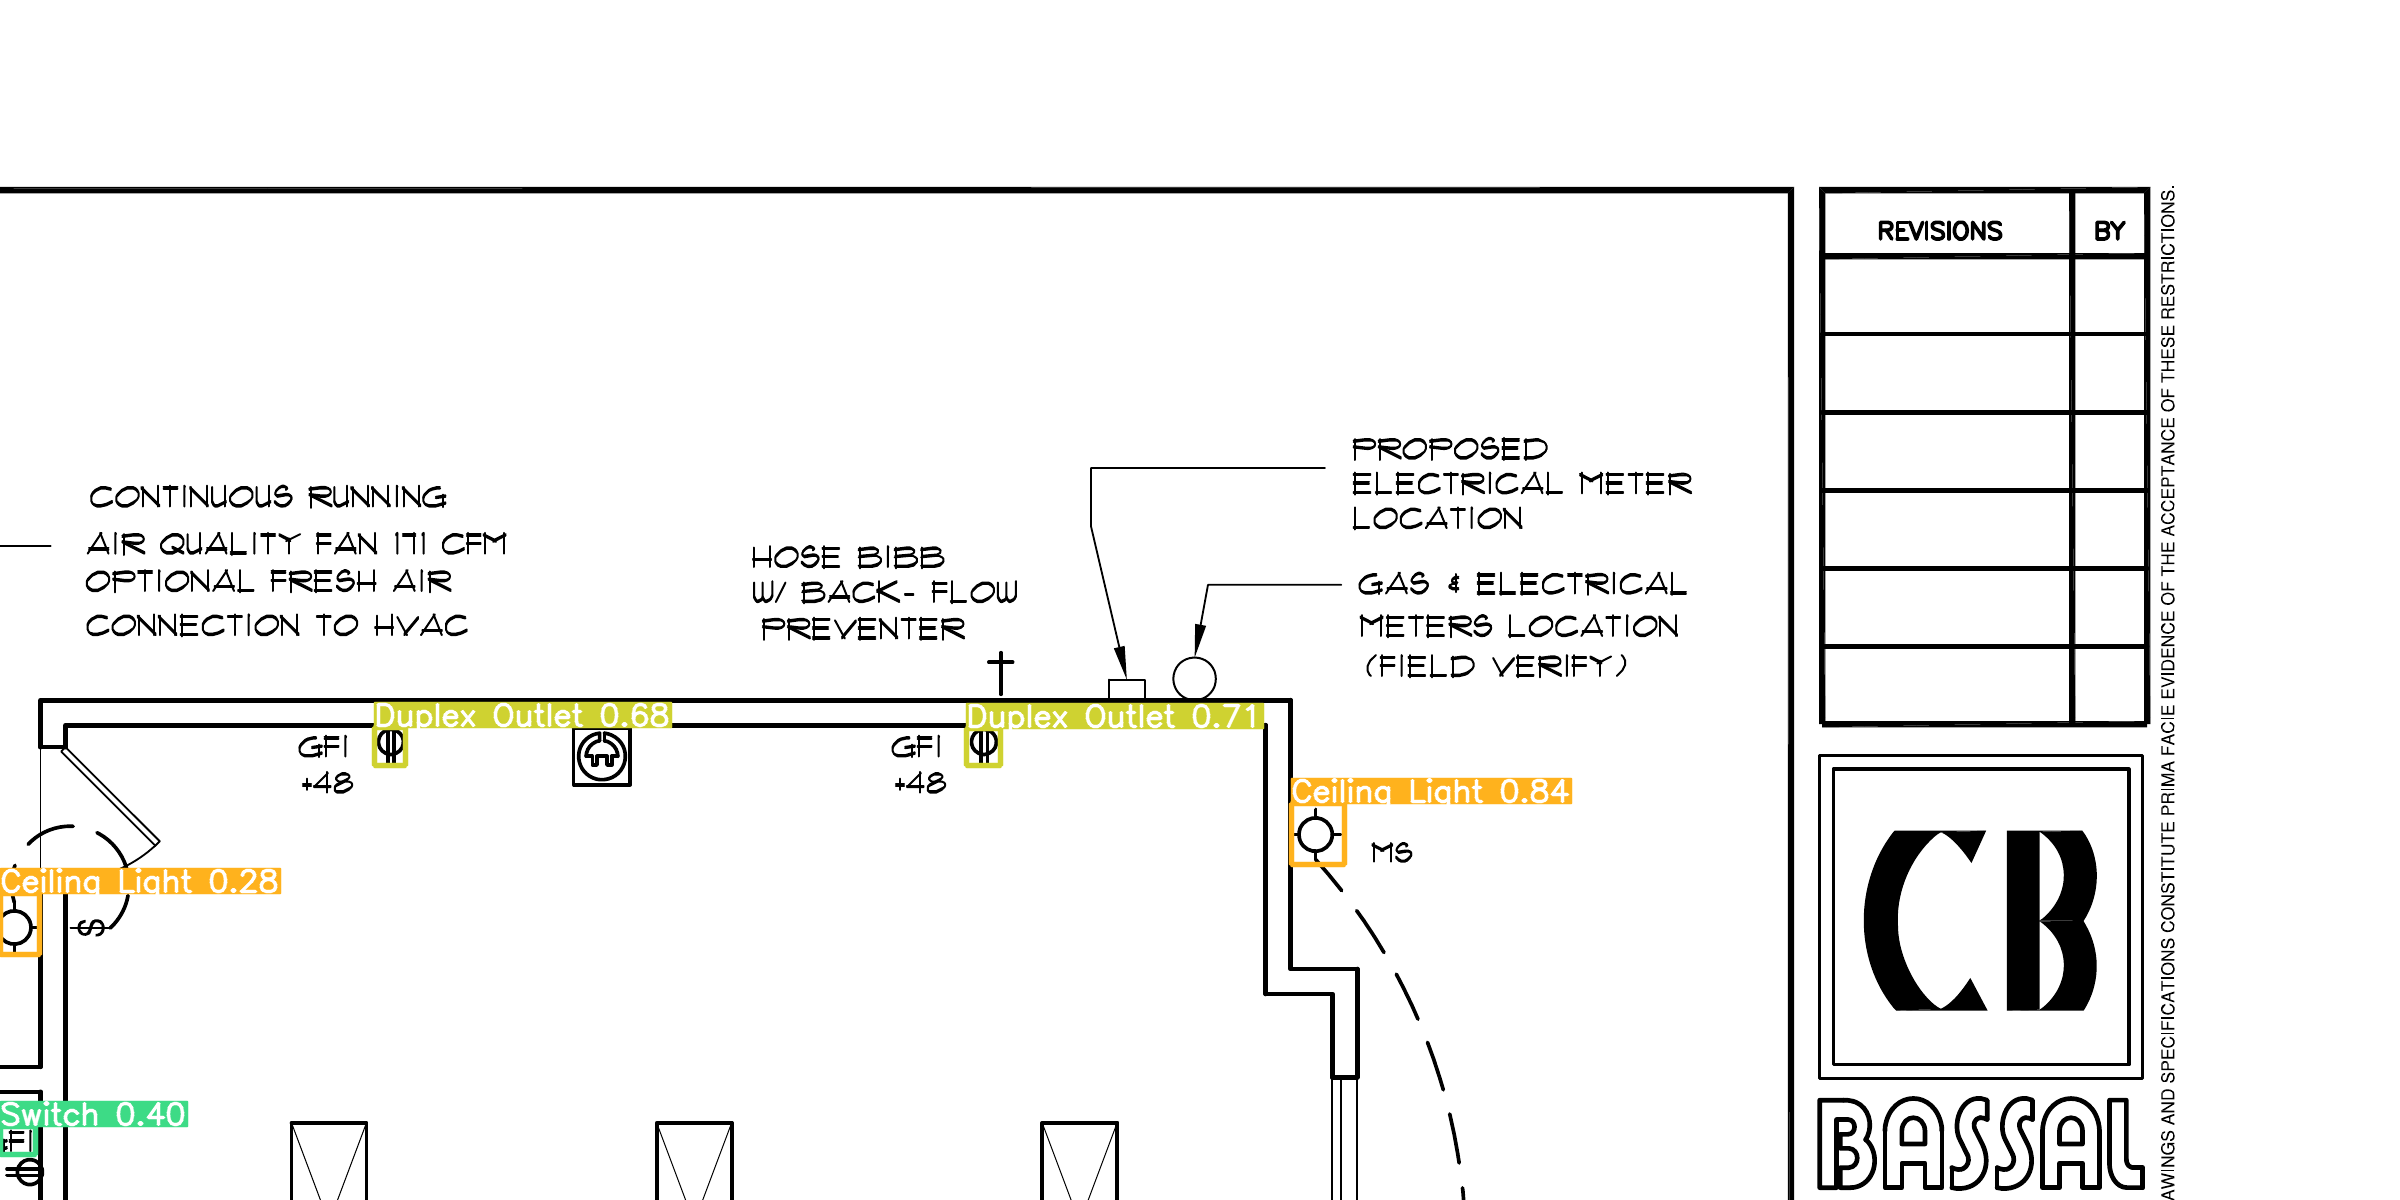 REVISIONS BY
AWINGS AND SPECIFICATIONS CONSTITUTE PRIMA FACIE EVIDENCE OF THE ACCEPTANCE OF THESE RESTRICTIONS.
PROPOSED
ELECTRICAL METER
LOCATION
CONTINUOUS RUNNING
AIR QUALITY FAN 171 CFM
OPTIONAL FRESH AIR
CONNECTION TO HVAC
HOSE BIBB
W/ BACK- FLOW
PREVENTER
GAS & ELECTRICAL
METERS LOCATION
(FIELD VERIFY)
Duplex Outlet 0.68
Duplex Outlet 0.71
GFI
+48
GFI
+48
Ceiling Light 0.84
MS
Ceiling Light 0.28
S
CB
Switch 0.40
GFI
BASSAL